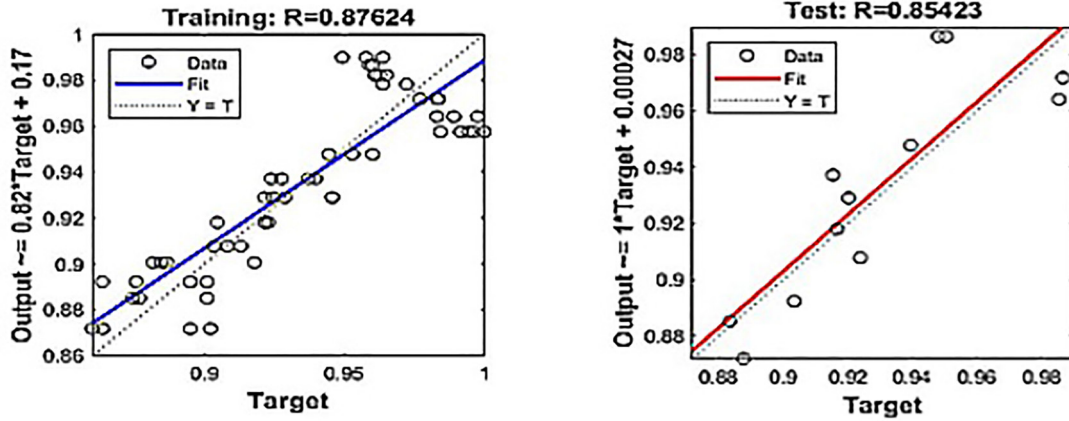 Training: R=0.87624
Output ~= 0.82*Target + 0.17
1
0.98
0.96
0.94
0.92
0.9
0.88
0.86
Data
Fit
Y = T
0.9
0.95
1
Target
Test: R=0.85423
Output ~= 1*Target + 0.00027
0.98
0.96
0.94
0.92
0.9
0.88
Data
Fit
Y = T
0.88
0.9
0.92
0.94
0.96
0.98
Target